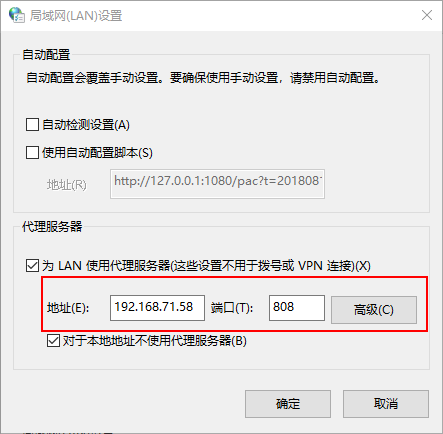 局域网(LAN)设置
自动配置
自动配置会覆盖手动设置。要确保使用手动设置，请禁用自动配置。
自动检测设置(A)
使用自动配置脚本(S)
地址(R) http://127.0.0.1:1080/pac?t=201808
代理服务器
为 LAN 使用代理服务器(这些设置不用于拨号或 VPN 连接)(X)
地址(E): 192.168.71.58 端口(T): 808 高级(C)
对于本地地址不使用代理服务器(B)
确定 取消